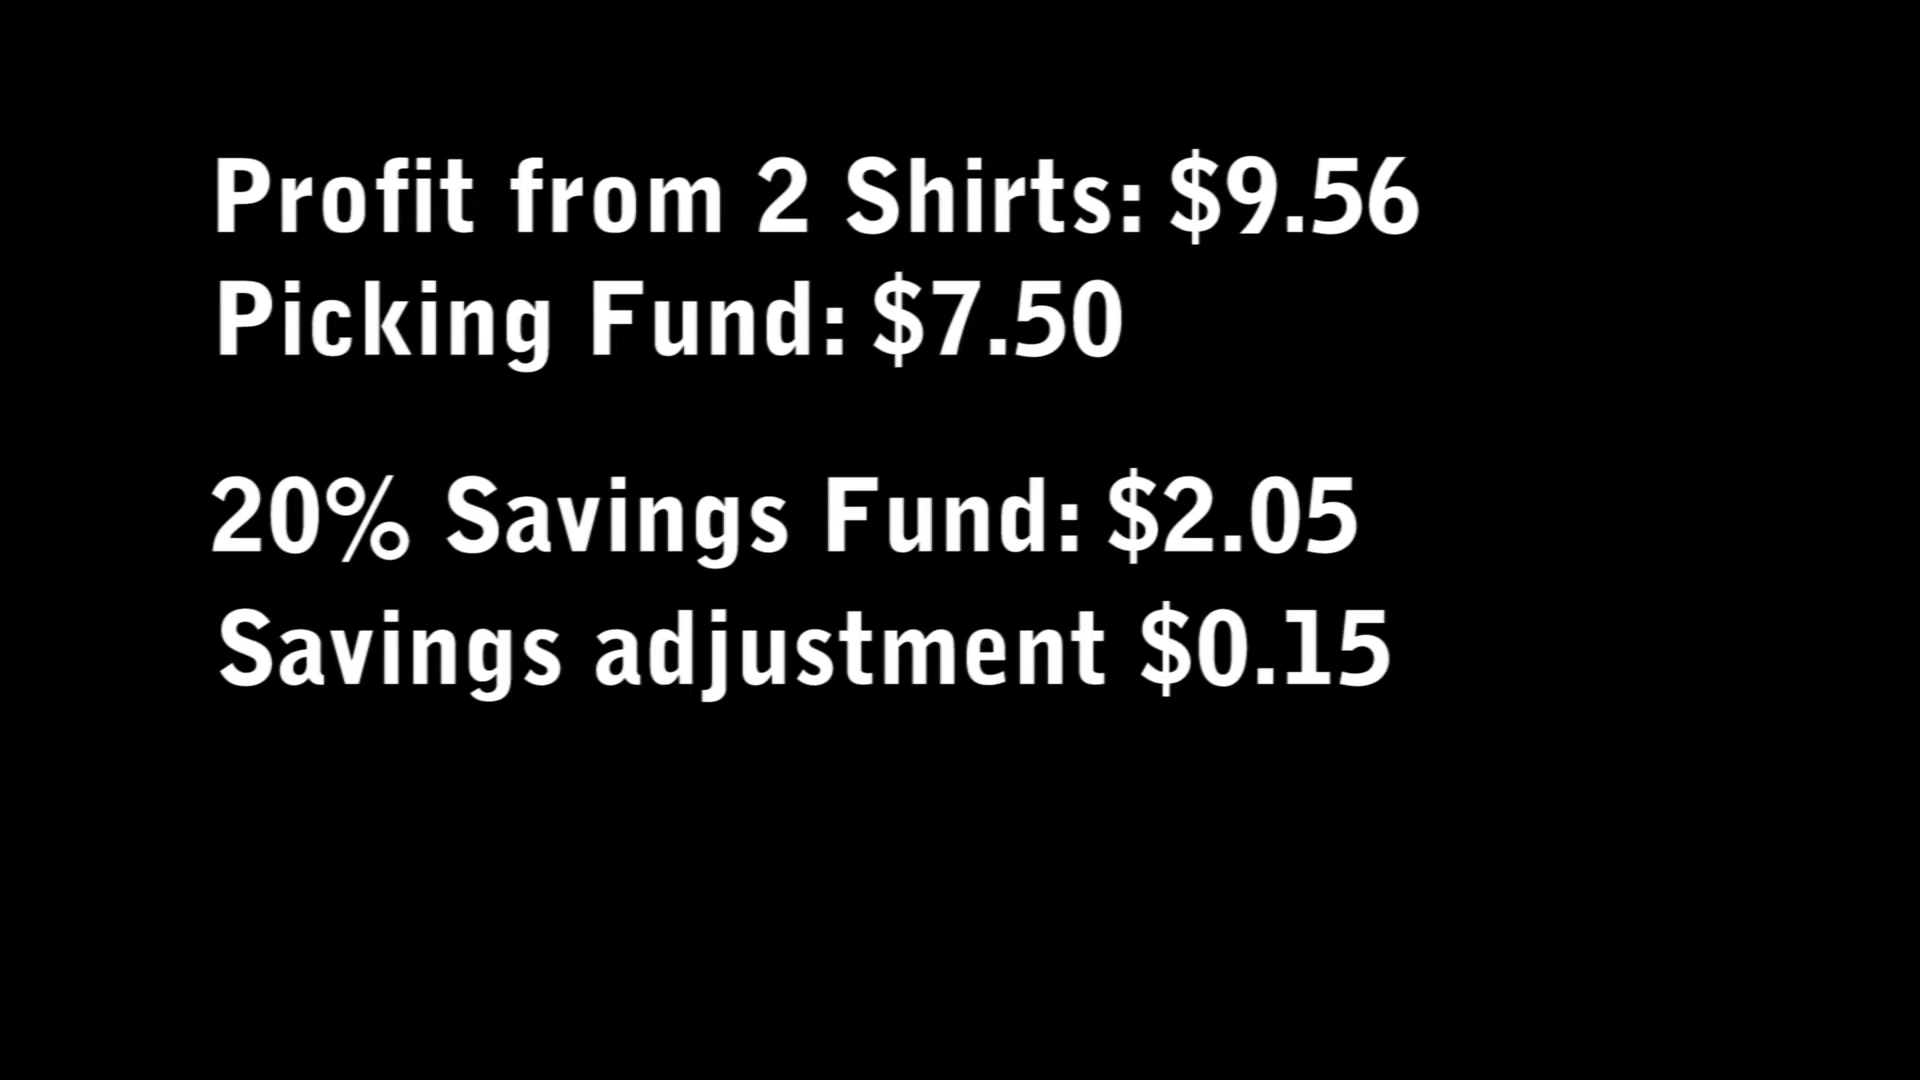 Profit from 2 Shirts: $9.56
Picking Fund: $7.50
20% Savings Fund: $2.05
Savings adjustment $0.15